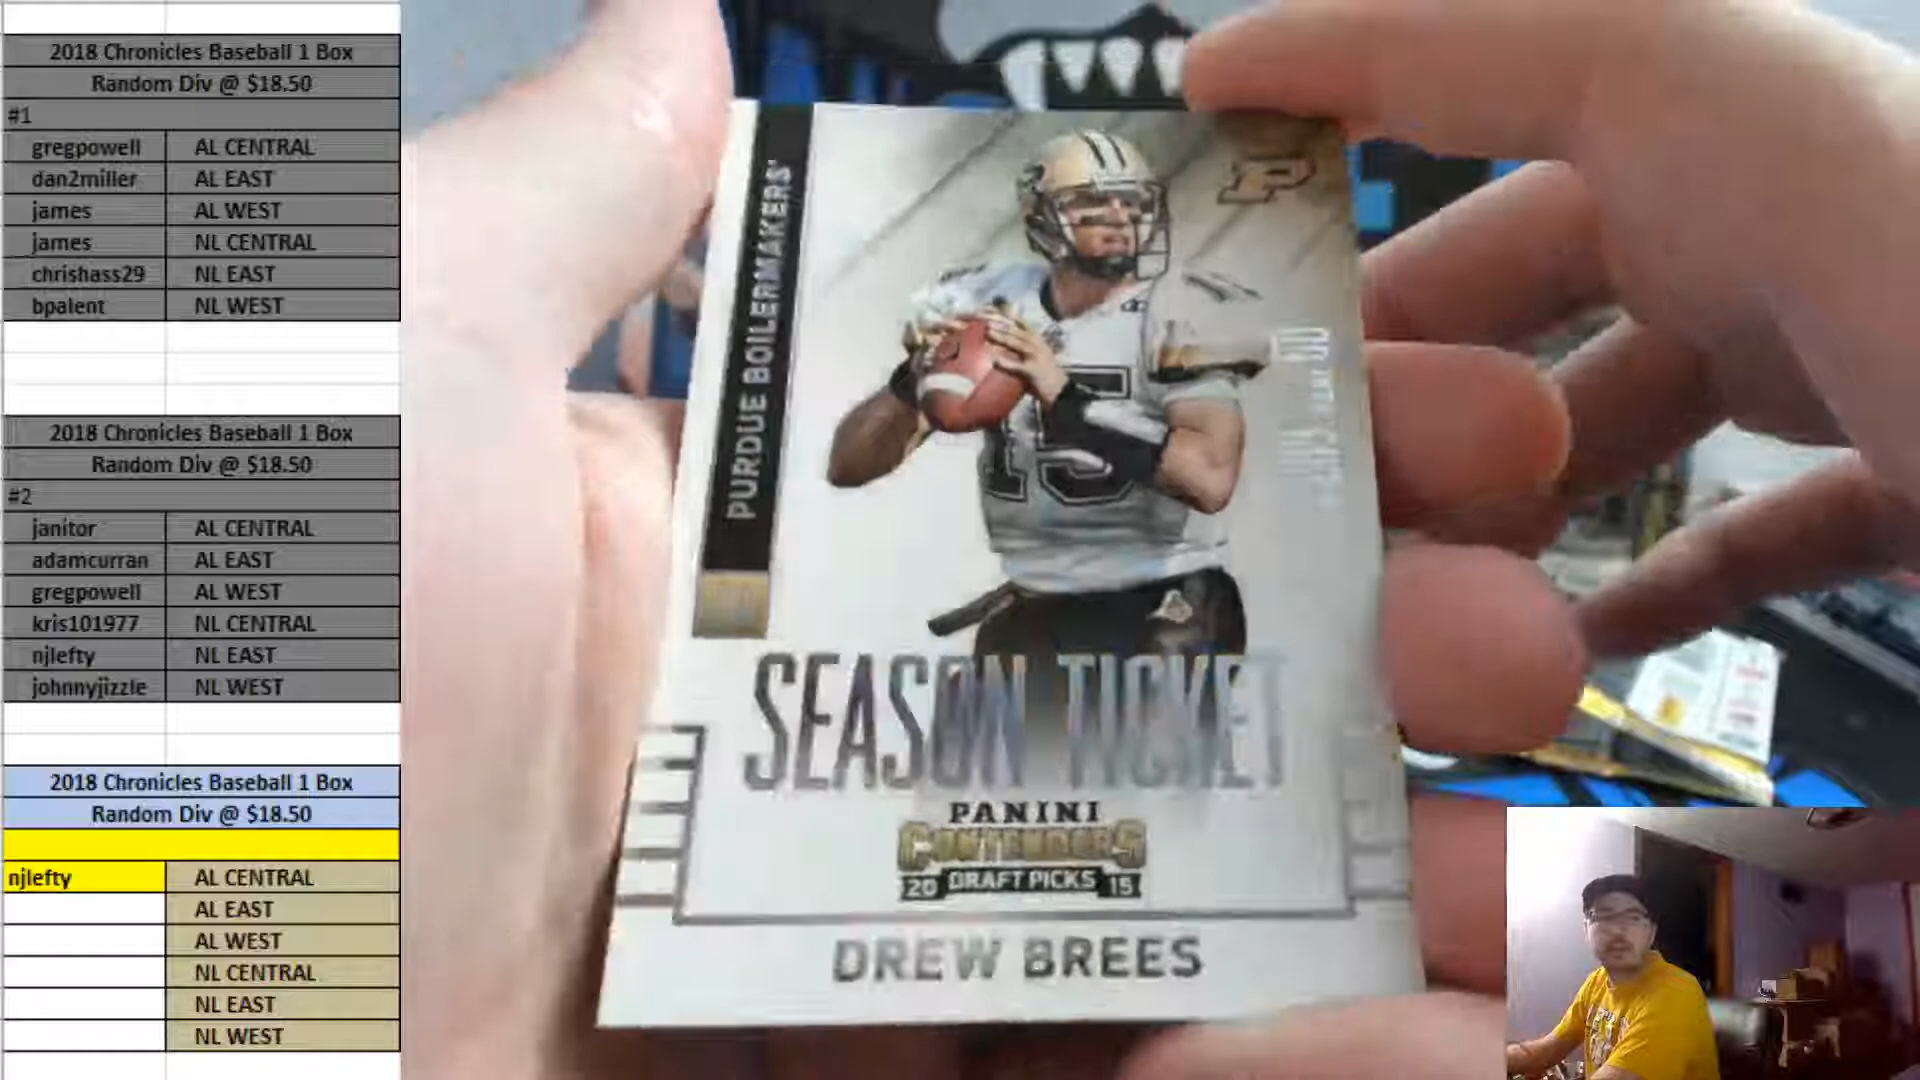 2018 Chronicles Baseball 1 Box
Random Div @ $18.50
#1
gregpowell AL CENTRAL
dan2miller AL EAST
james AL WEST
james NL CENTRAL
chrishass29 NL EAST
bpalent NL WEST
2018 Chronicles Baseball 1 Box
Random Div @ $18.50
#2
janitor AL CENTRAL
adamcurran AL EAST
gregpowell AL WEST
kris101977 NL CENTRAL
njlefty NL EAST
johnnyjizzle NL WEST
2018 Chronicles Baseball 1 Box
Random Div @ $18.50
njlefty AL CENTRAL
AL EAST
AL WEST
NL CENTRAL
NL EAST
NL WEST
PURDUE BOILERMAKERS
P
15
SEASON TICKET
PANINI
CONTENDERS
20 DRAFT PICKS 15
DREW BREES